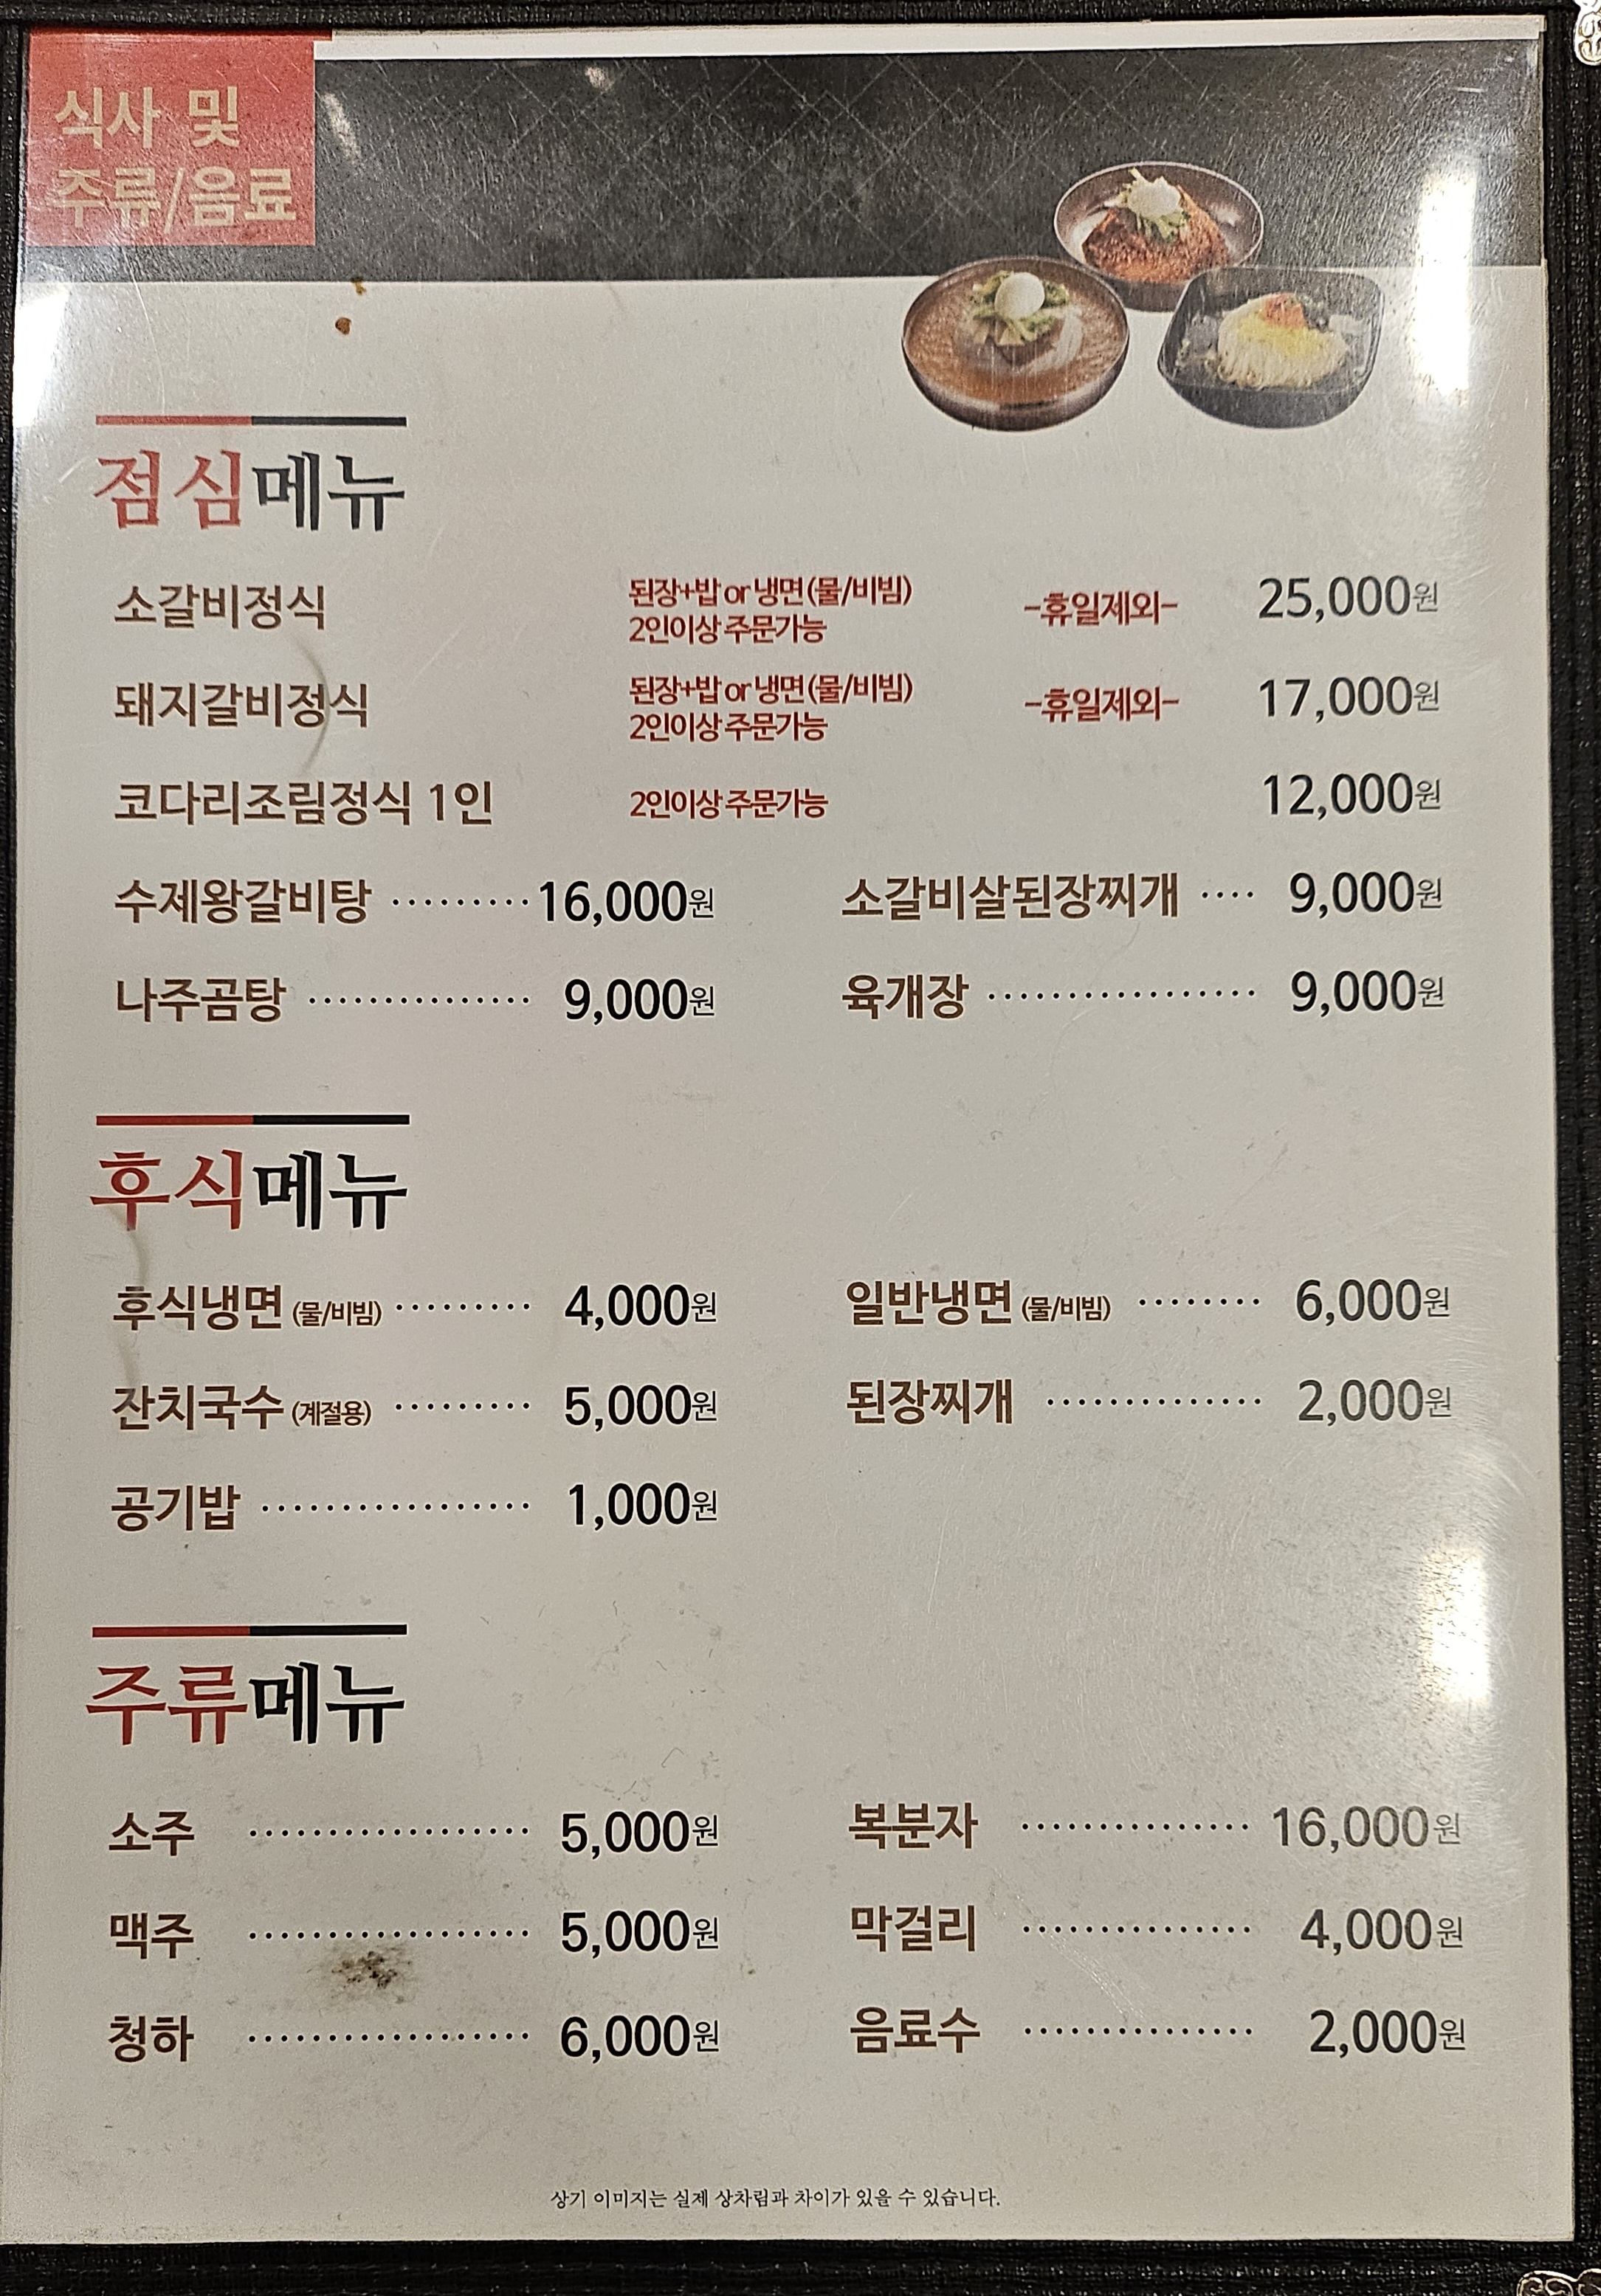 식사 및
주류/음료
점심메뉴
소갈비정식 된장+밥 or 냉면(물/비빔) -휴일제외- 25,000원
2인이상 주문가능
돼지갈비정식 된장+밥 or 냉면(물/비빔) -휴일제외- 17,000원
2인이상 주문가능
코다리조림정식 1인 2인이상 주문가능 12,000원
수제왕갈비탕 ········· 16,000원 소갈비살된장찌개 ···· 9,000원
나주곰탕 ··············· 9,000원 육개장 ················· 9,000원
후식메뉴
후식냉면 (물/비빔) ········· 4,000원 일반냉면 (물/비빔) ········ 6,000원
잔치국수 (계절용) ········· 5,000원 된장찌개 ·············· 2,000원
공기밥 ················· 1,000원
주류메뉴
소주 ·················· 5,000원 복분자 ··············· 16,000원
맥주 ·················· 5,000원 막걸리 ··············· 4,000원
청하 ·················· 6,000원 음료수 ··············· 2,000원
상기 이미지는 실제 상차림과 차이가 있을 수 있습니다.